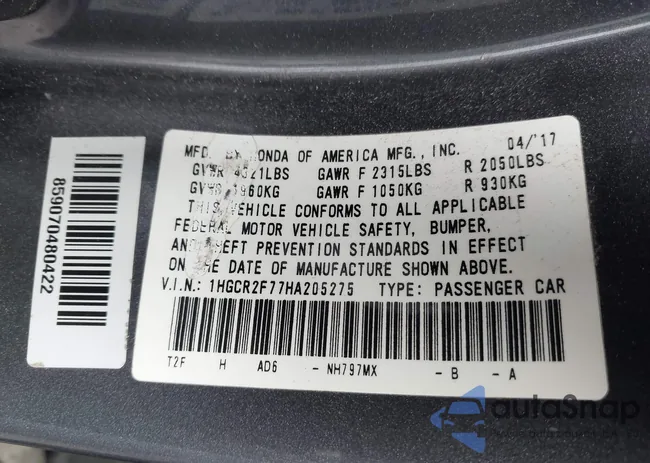 859070480422
MFD. BY HONDA OF AMERICA MFG., INC. 04/'17
GVWR 4321LBS GAWR F 2315LBS R 2050LBS
GVWR 1960KG GAWR F 1050KG R 930KG
THIS VEHICLE CONFORMS TO ALL APPLICABLE
FEDERAL MOTOR VEHICLE SAFETY, BUMPER,
AND THEFT PREVENTION STANDARDS IN EFFECT
ON THE DATE OF MANUFACTURE SHOWN ABOVE.
V.I.N.: 1HGCR2F77HA205275 TYPE: PASSENGER CAR
T2F H AD6 - NH797MX - B - A
autoSnap